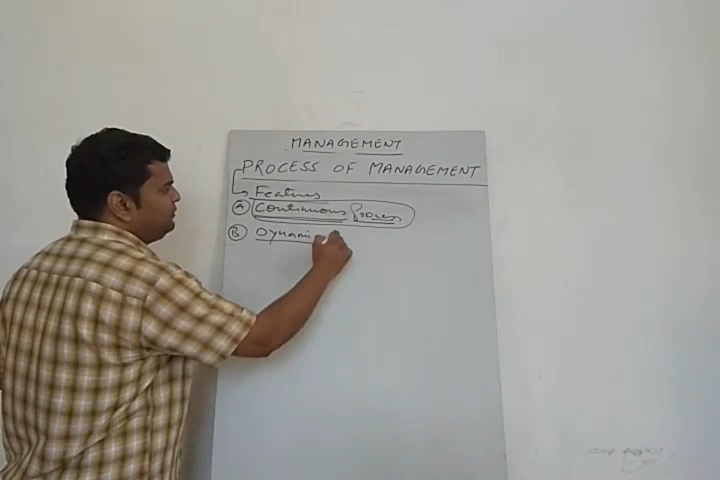 MANAGEMENT
PROCESS OF MANAGEMENT
Features
A Continuous Process
B Dynami